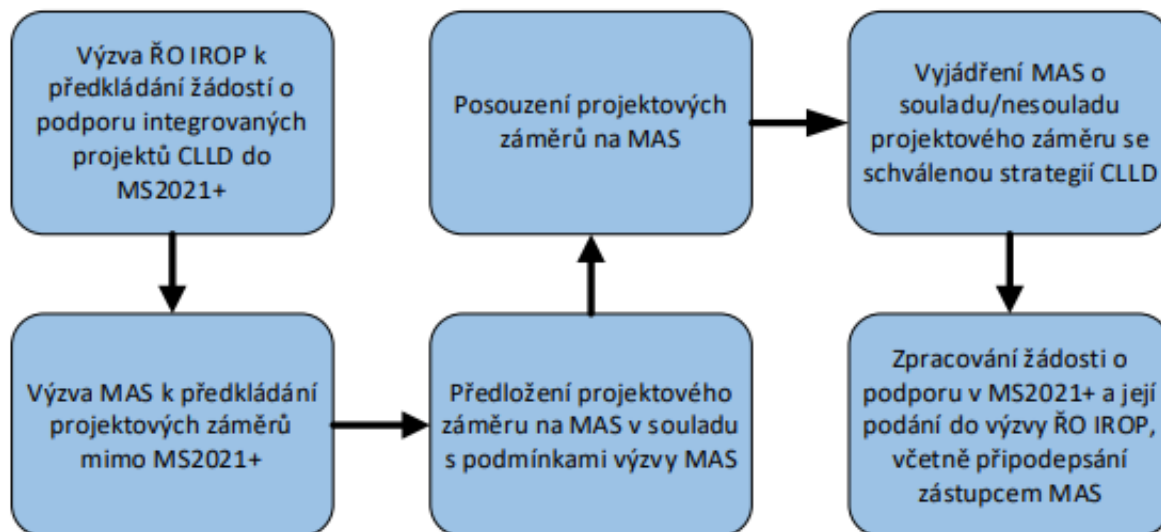 Výzva ŘO IROP k
předkládání žádostí o
podporu integrovaných
projektů CLLD do
MS2021+
Výzva MAS k předkládání
projektových záměrů
mimo MS2021+
Předložení projektového
záměru na MAS v souladu
s podmínkami výzvy MAS
Posouzení projektových
záměrů na MAS
Vyjádření MAS o
souladu/nesouladu
projektového záměru se
schválenou strategií CLLD
Zpracování žádosti o
podporu v MS2021+ a její
podání do výzvy ŘO IROP,
včetně připodepsání
zástupcem MAS